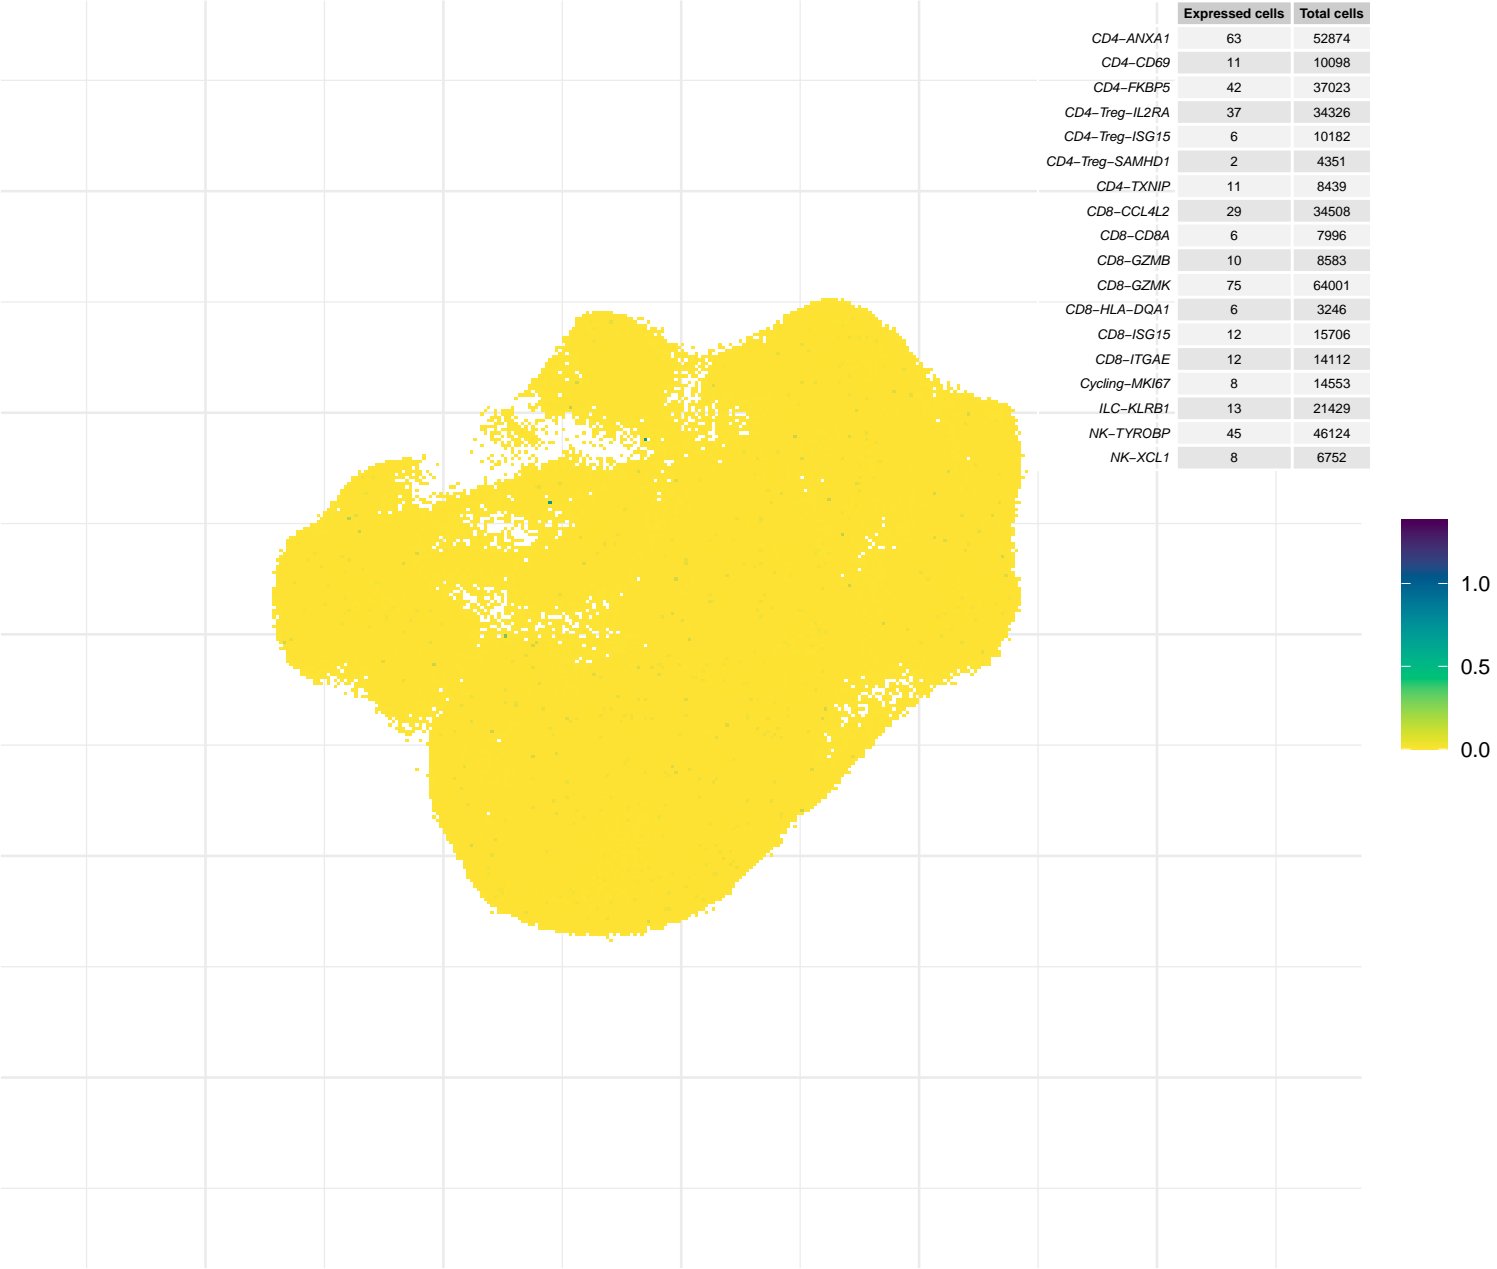 Expressed cells Total cells
CD4−ANXA1 63 52874
CD4−CD69 11 10098
CD4−FKBP5 42 37023
CD4−Treg−IL2RA 37 34326
CD4−Treg−ISG15 6 10182
CD4−Treg−SAMHD1 2 4351
CD4−TXNIP 11 8439
CD8−CCL4L2 29 34508
CD8−CD8A 6 7996
CD8−GZMB 10 8583
CD8−GZMK 75 64001
CD8−HLA−DQA1 6 3246
CD8−ISG15 12 15706
CD8−ITGAE 12 14112
Cycling−MKI67 8 14553
ILC−KLRB1 13 21429
NK−TYROBP 45 46124
NK−XCL1 8 6752
1.0
0.5
0.0